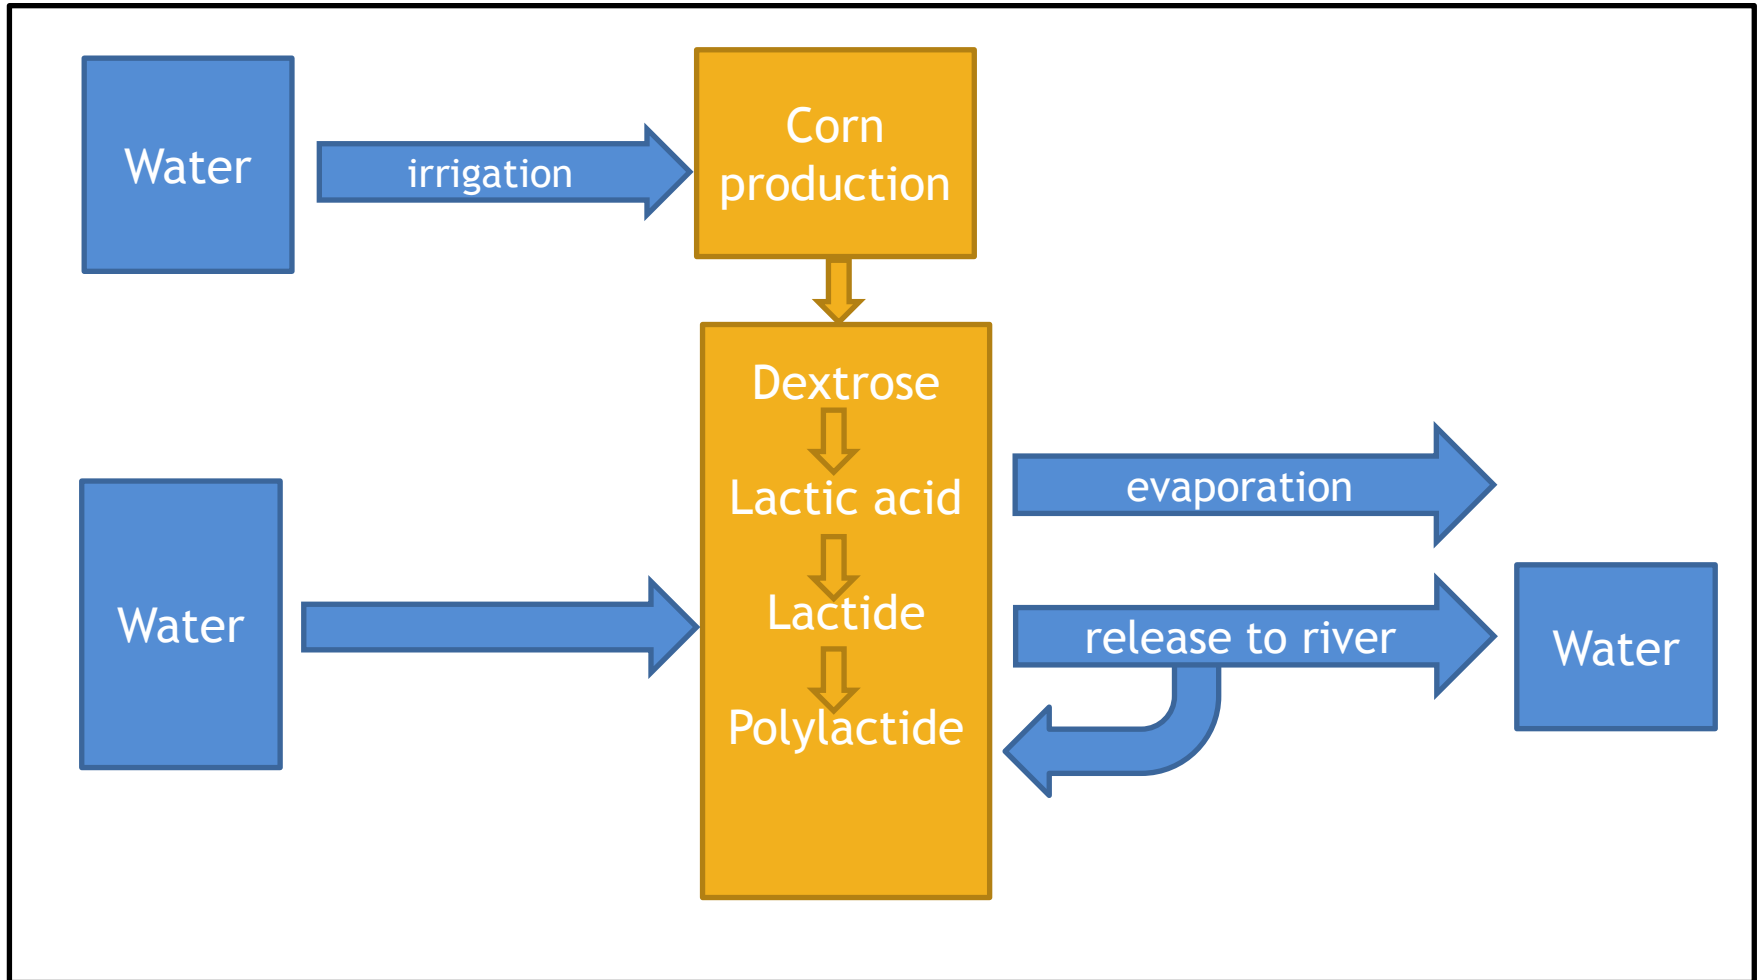 Water
irrigation
Corn
production
Dextrose
Lactic acid
Lactide
Polylactide
Water
evaporation
release to river
Water